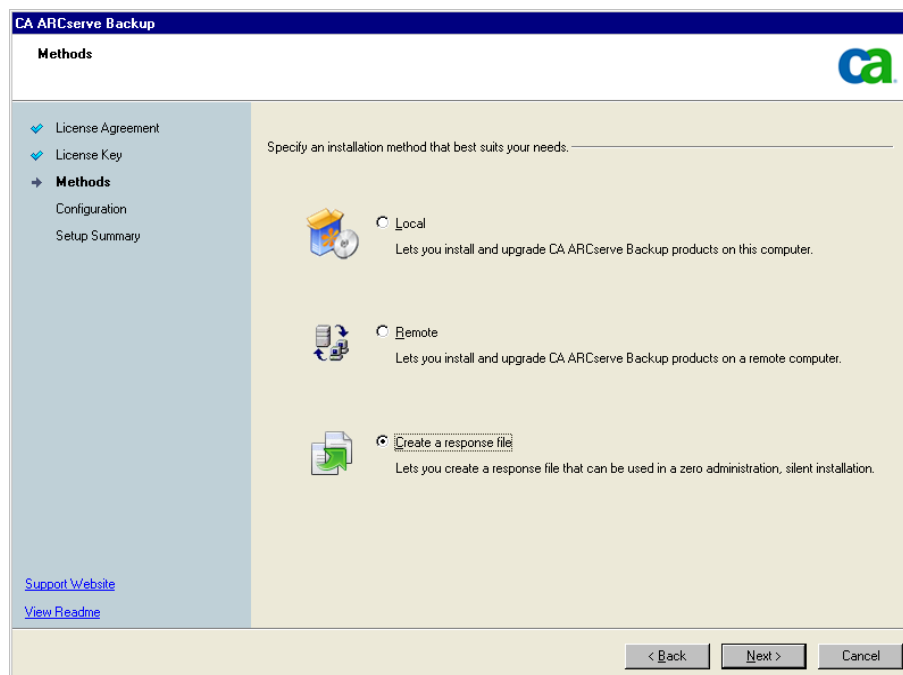 CA ARCserve Backup
Methods
ca
License Agreement
License Key
Methods
Configuration
Setup Summary
Specify an installation method that best suits your needs.
Local
Lets you install and upgrade CA ARCserve Backup products on this computer.
Remote
Lets you install and upgrade CA ARCserve Backup products on a remote computer.
Create a response file
Lets you create a response file that can be used in a zero administration, silent installation.
Support Website
View Readme
< Back
Next >
Cancel